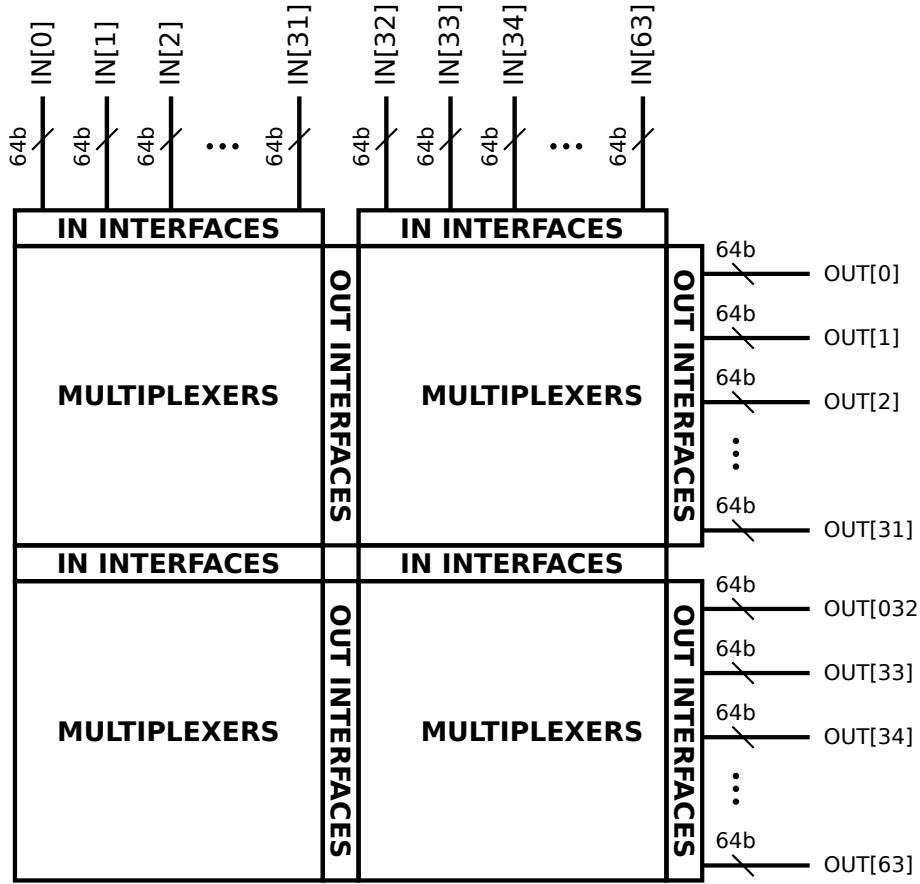 IN[0]
IN[1]
IN[2]
IN[31]
IN[32]
IN[33]
IN[34]
IN[63]
64b
64b
64b
...
64b
64b
64b
64b
...
64b
IN INTERFACES
IN INTERFACES
MULTIPLEXERS
OUT INTERFACES
MULTIPLEXERS
OUT INTERFACES
64b
OUT[0]
64b
OUT[1]
64b
OUT[2]
...
64b
OUT[31]
IN INTERFACES
IN INTERFACES
MULTIPLEXERS
OUT INTERFACES
MULTIPLEXERS
OUT INTERFACES
64b
OUT[032
64b
OUT[33]
64b
OUT[34]
...
64b
OUT[63]